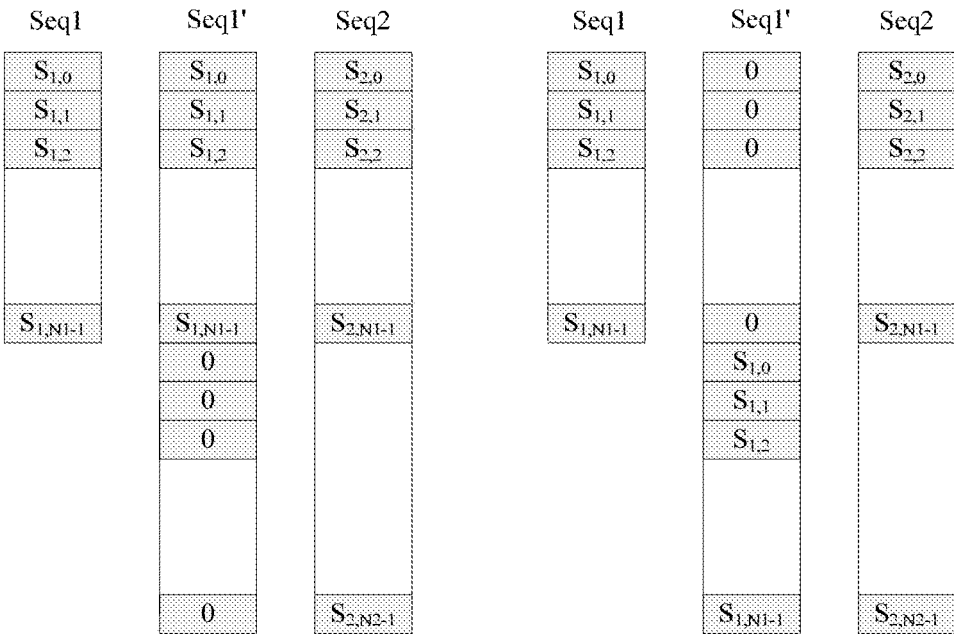 Seq1 Seq1' Seq2 Seq1 Seq1' Seq2
S1,0 S1,0 S2,0 S1,0 0 S2,0
S1,1 S1,1 S2,1 S1,1 0 S2,1
S1,2 S1,2 S2,2 S1,2 0 S2,2
S1,N1-1 S1,N1-1 S2,N1-1 S1,N1-1 0 S2,N1-1
0 S1,0
0 S1,1
0 S1,2
0 S2,N2-1 S1,N1-1 S2,N2-1